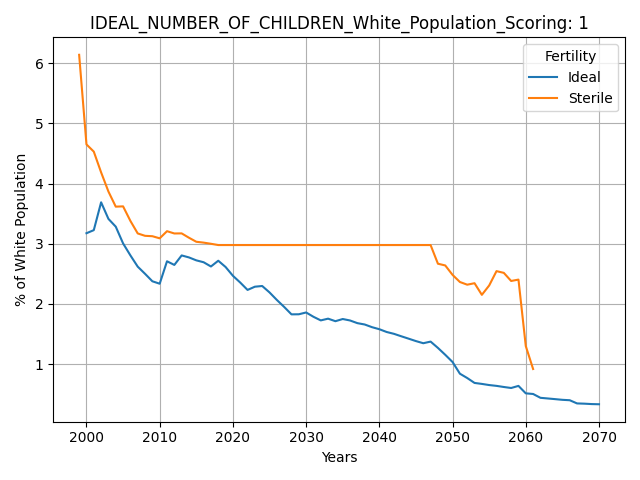 IDEAL_NUMBER_OF_CHILDREN_White_Population_Scoring: 1
Fertility
Ideal
Sterile
% of White Population
6
5
4
3
2
1
2000 2010 2020 2030 2040 2050 2060 2070
Years